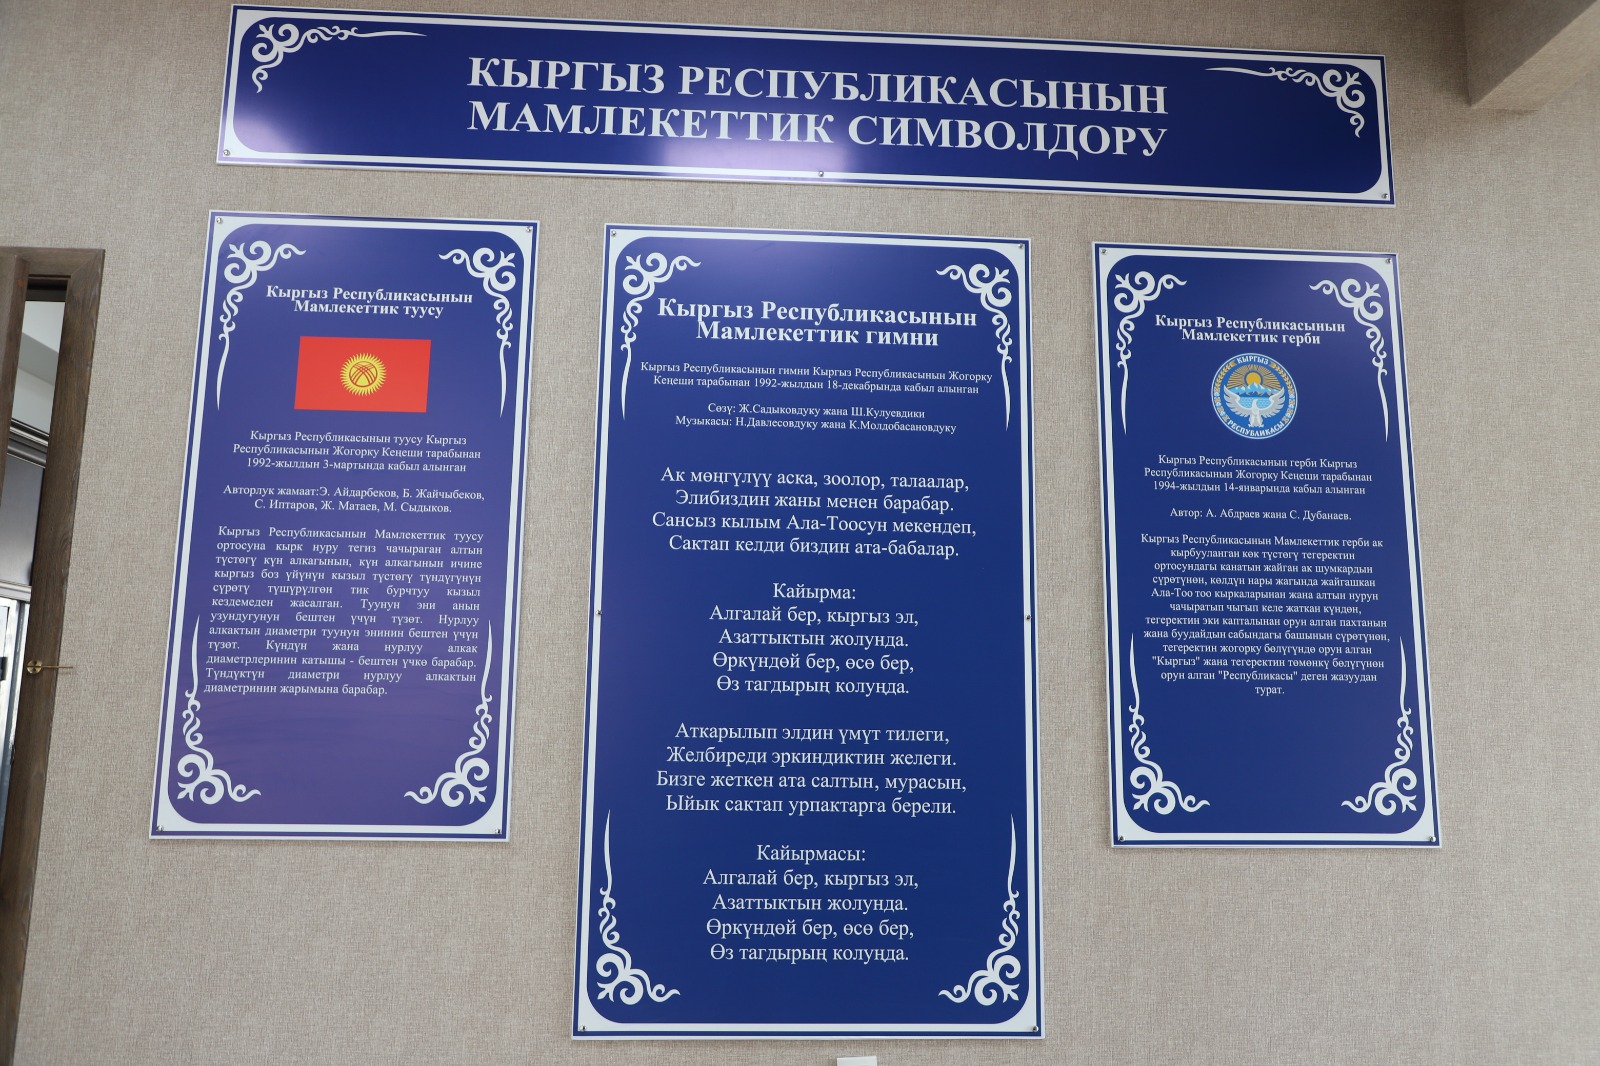 КЫРГЫЗ РЕСПУБЛИКАСЫНЫН
МАМЛЕКЕТТИК СИМВОЛДОРУ
Кыргыз Республикасынын
Мамлекеттик туусу
Кыргыз Республикасынын туусу Кыргыз
Республикасынын Жогорку Кеңеши тарабынан
1992-жылдын 3-мартында кабыл алынган
Авторлук жамаат:Э. Айдарбеков, Б. Жайчыбеков,
С. Иптаров, Ж. Матаев, М. Сыдыков.
Кыргыз Республикасынын Мамлекеттик туусу
ортосуна кырк нуру тегиз чачыраган алтын
түстөгү күн алкагынын, күн алкагынын ичине
кыргыз боз үйүнүн кызыл түстөгү түндүгүнүн
сүрөтү түшүрүлгөн тик бурчтуу кызыл
кездемеден жасалган. Туунун эни анын
узундугунун бештен үчүн түзөт. Нурлуу
алкактын диаметри туунун энинин бештен үчүн
түзөт. Күндүн жана нурлуу алкак
диаметрлеринин катышы - бештен үчкө барабар.
Түндүктүн диаметри нурлуу алкактын
диаметринин жарымына барабар.
Кыргыз Республикасынын
Мамлекеттик гимни
Кыргыз Республикасынын гимни Кыргыз Республикасынын Жогорку
Кеңеши тарабынан 1992-жылдын 18-декабрында кабыл алынган
Сөзү: Ж.Садыковдуку жана Ш.Кулуевдики
Музыкасы: Н.Давлесовдуку жана К.Молдобасановдуку
Ак мөңгүлүү аска, зоолор, талаалар,
Элибиздин жаны менен барабар.
Сансыз кылым Ала-Тоосун мекендеп,
Сактап келди биздин ата-бабалар.
Кайырма:
Алгалай бер, кыргыз эл,
Азаттыктын жолунда.
Өркүндөй бер, өсө бер,
Өз тагдырың колуңда.
Аткарылып элдин үмүт тилеги,
Желбиреди эркиндиктин желеги.
Бизге жеткен ата салтын, мурасын,
Ыйык сактап урпактарга берели.
Кайырмасы:
Алгалай бер, кыргыз эл,
Азаттыктын жолунда.
Өркүндөй бер, өсө бер,
Өз тагдырың колуңда.
Кыргыз Республикасынын
Мамлекеттик герби
КЫРГЫЗ
РЕСПУБЛИКАСЫ
Кыргыз Республикасынын герби Кыргыз
Республикасынын Жогорку Кеңеши тарабынан
1994-жылдын 14-январында кабыл алынган
Автор: А. Абдраев жана С. Дубанаев.
Кыргыз Республикасынын Мамлекеттик герби ак
кырбууланган көк түстөгү тегеректин
ортосундагы канатын жайган ак шумкардын
сүрөтүнөн, көлдүн нары жагында жайгашкан
Ала-Тоо тоо кыркаларынан жана алтын нурун
чачыратып чыгып келе жаткан күндөн,
тегеректин эки капталынан орун алган пахтанын
жана буудайдын сабындагы башынын сүрөтүнөн,
тегеректин жогорку бөлүгүндө орун алган
"Кыргыз" жана тегеректин төмөнкү бөлүгүнөн
орун алган "Республикасы" деген жазуудан
турат.